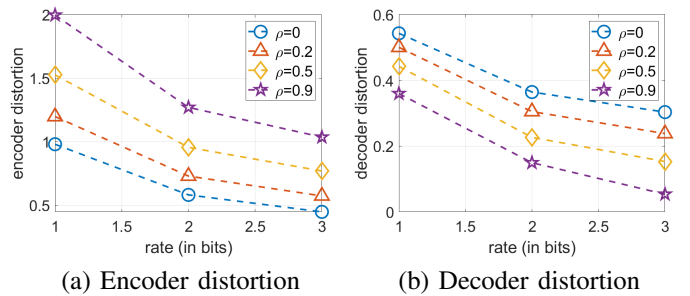 2
1.5
1
0.5
1
1.5
2
2.5
3
encoder distortion
rate (in bits)
ρ=0
ρ=0.2
ρ=0.5
ρ=0.9
(a) Encoder distortion
0.6
0.4
0.2
0
1
1.5
2
2.5
3
decoder distortion
rate (in bits)
ρ=0
ρ=0.2
ρ=0.5
ρ=0.9
(b) Decoder distortion